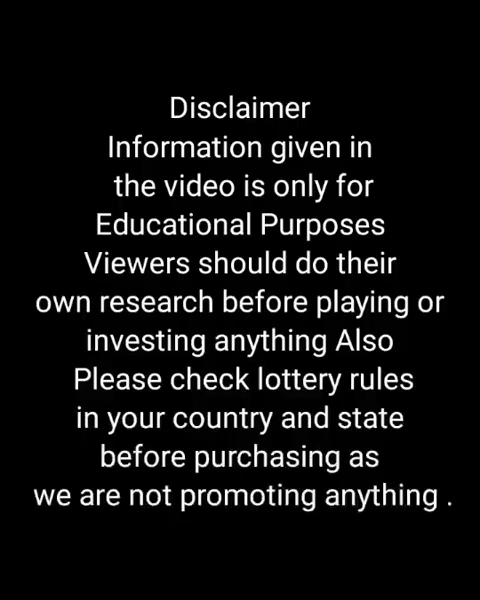 Disclaimer
Information given in
the video is only for
Educational Purposes
Viewers should do their
own research before playing or
investing anything Also
Please check lottery rules
in your country and state
before purchasing as
we are not promoting anything .